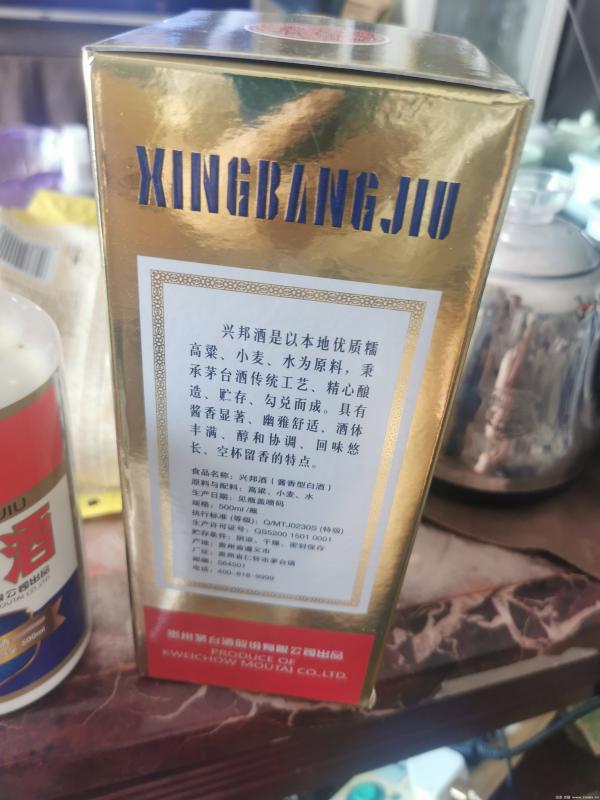 XINGBANGJIU
兴邦酒是以本地优质糯
高粱、小麦、水为原料，秉
承茅台酒传统工艺、精心酿
造、贮存、勾兑而成。具有
酱香显著、幽雅舒适、酒体
丰满、醇和协调、回味悠
长、空杯留香的特点。
食品名称：兴邦酒（酱香型白酒）
原料与配料：高粱、小麦、水
生产日期：见瓶盖喷码
规格：500ml/瓶
执行标准（等级）：Q/MTJ0230S（特级）
生产许可证号：QS5200 1501 0001
贮存条件：阴凉、干燥、密封保存
产地：贵州省遵义市
厂址：贵州省仁怀市茅台镇
邮编：564501
电话：400-818-9999
贵州茅台酒股份有限公司出品
PRODUCE OF
KWEICHOW MOUTAI CO.,LTD.
JIU
酒
公司出品
MOUTAI CO.,LTD.
500ml